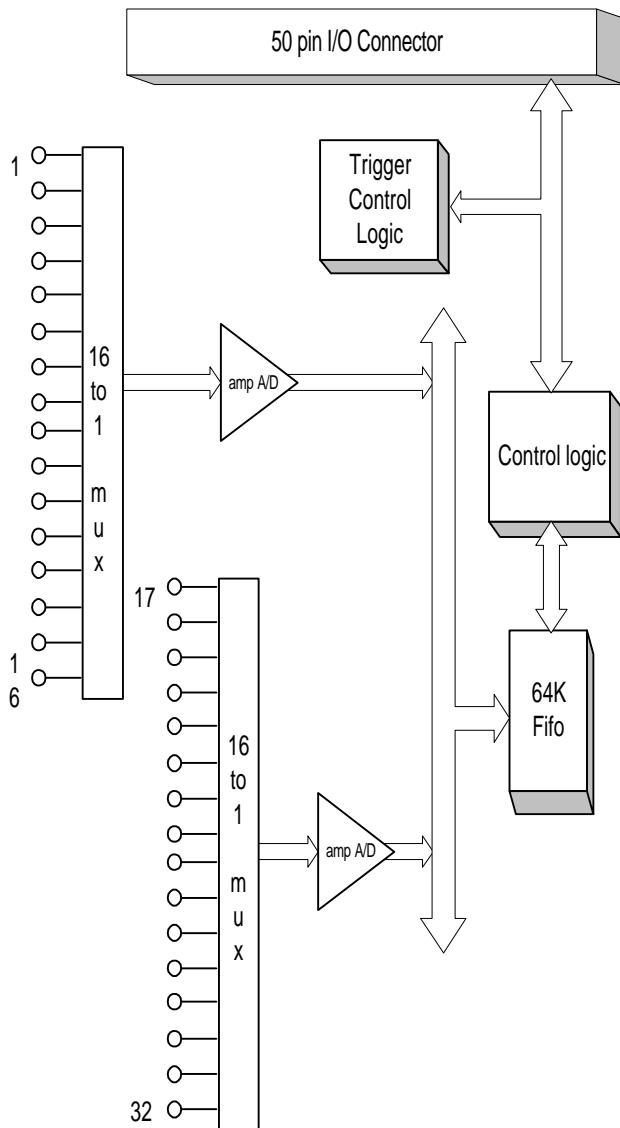 50 pin I/O Connector
1
Trigger
Control
Logic
16
to
1
m
u
x
amp A/D
Control logic
1
6
17
64K
Fifo
16
to
1
m
u
x
amp A/D
32